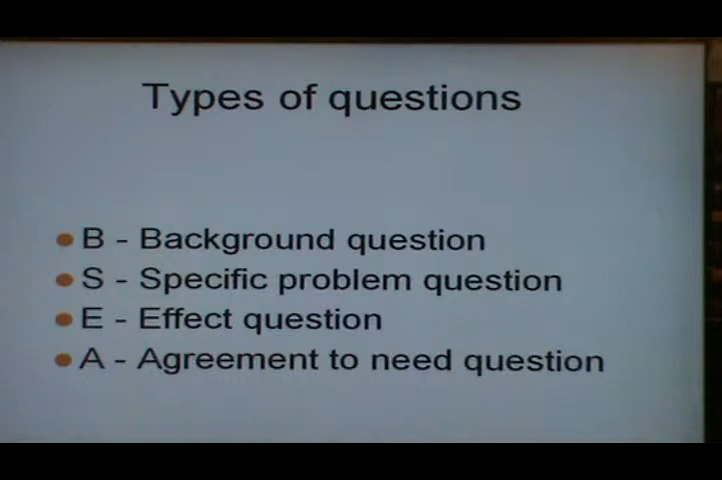 Types of questions
B - Background question
S - Specific problem question
E - Effect question
A - Agreement to need question